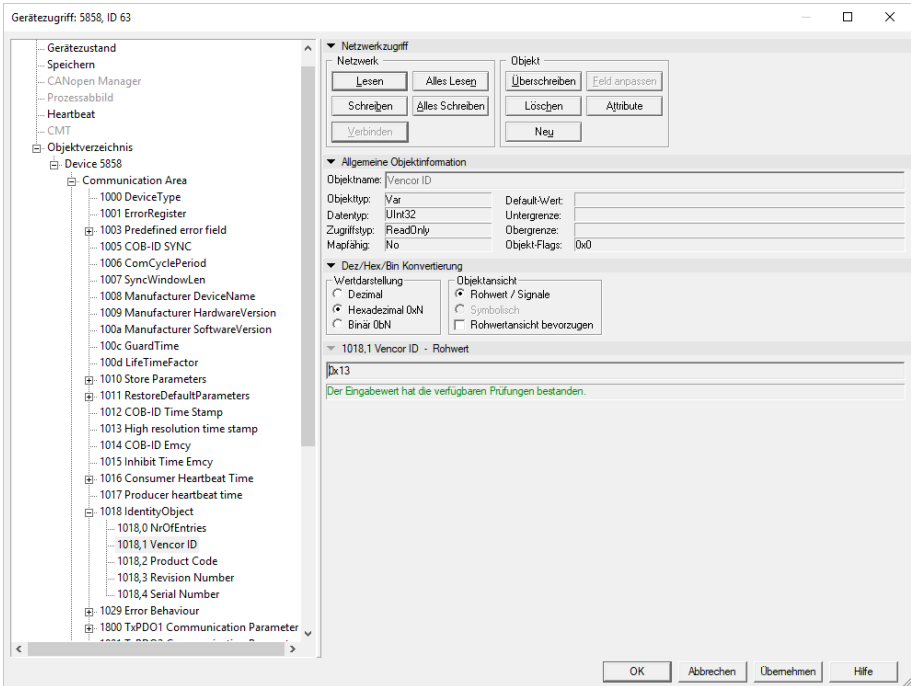 Gerätezugriff: 5858, ID 63
Gerätezustand
Speichern
CANopen Manager
Prozessabbild
Heartbeat
CMT
Objektverzeichnis
Device 5858
Communication Area
1000 DeviceType
1001 ErrorRegister
1003 Predefined error field
1005 COB-ID SYNC
1006 ComCyclePeriod
1007 SyncWindowLen
1008 Manufacturer DeviceName
1009 Manufacturer HardwareVersion
100a Manufacturer SoftwareVersion
100c GuardTime
100d LifeTimeFactor
1010 Store Parameters
1011 RestoreDefaultParameters
1012 COB-ID Time Stamp
1013 High resolution time stamp
1014 COB-ID Emcy
1015 Inhibit Time Emcy
1016 Consumer Heartbeat Time
1017 Producer heartbeat time
1018 IdentityObject
1018,0 NrOfEntries
1018,1 Vencor ID
1018,2 Product Code
1018,3 Revision Number
1018,4 Serial Number
1029 Error Behaviour
1800 TxPDO1 Communication Parameter
Netzwerkzugriff
Netzwerk
Lesen Alles Lesen
Schreiben Alles Schreiben
Verbinden
Objekt
Überschreiben Feld anpassen
Löschen Attribute
Neu
Allgemeine Objektinformation
Objektname: Vencor ID
Objekttyp: Var Default-Wert:
Datentyp: UInt32 Untergrenze:
Zugriffstyp: ReadOnly Obergrenze:
Mapfähig: No Objekt-Flags: 0x0
Dez/Hex/Bin Konvertierung
Wertdarstellung
Dezimal
Hexadezimal 0xN
Binär 0bN
Objektansicht
Rohwert / Signale
Symbolisch
Rohwertansicht bevorzugen
1018,1 Vencor ID - Rohwert
0x13
Der Eingabewert hat die verfügbaren Prüfungen bestanden.
OK Abbrechen Übernehmen Hilfe